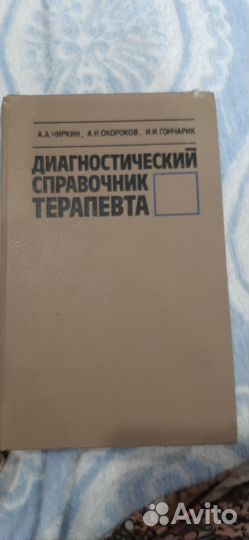 А.А.ЧИРКИН, А.Н.ОКОРОКОВ, И.И.ГОНЧАРИК
ДИАГНОСТИЧЕСКИЙ
СПРАВОЧНИК
ТЕРАПЕВТА
Avito